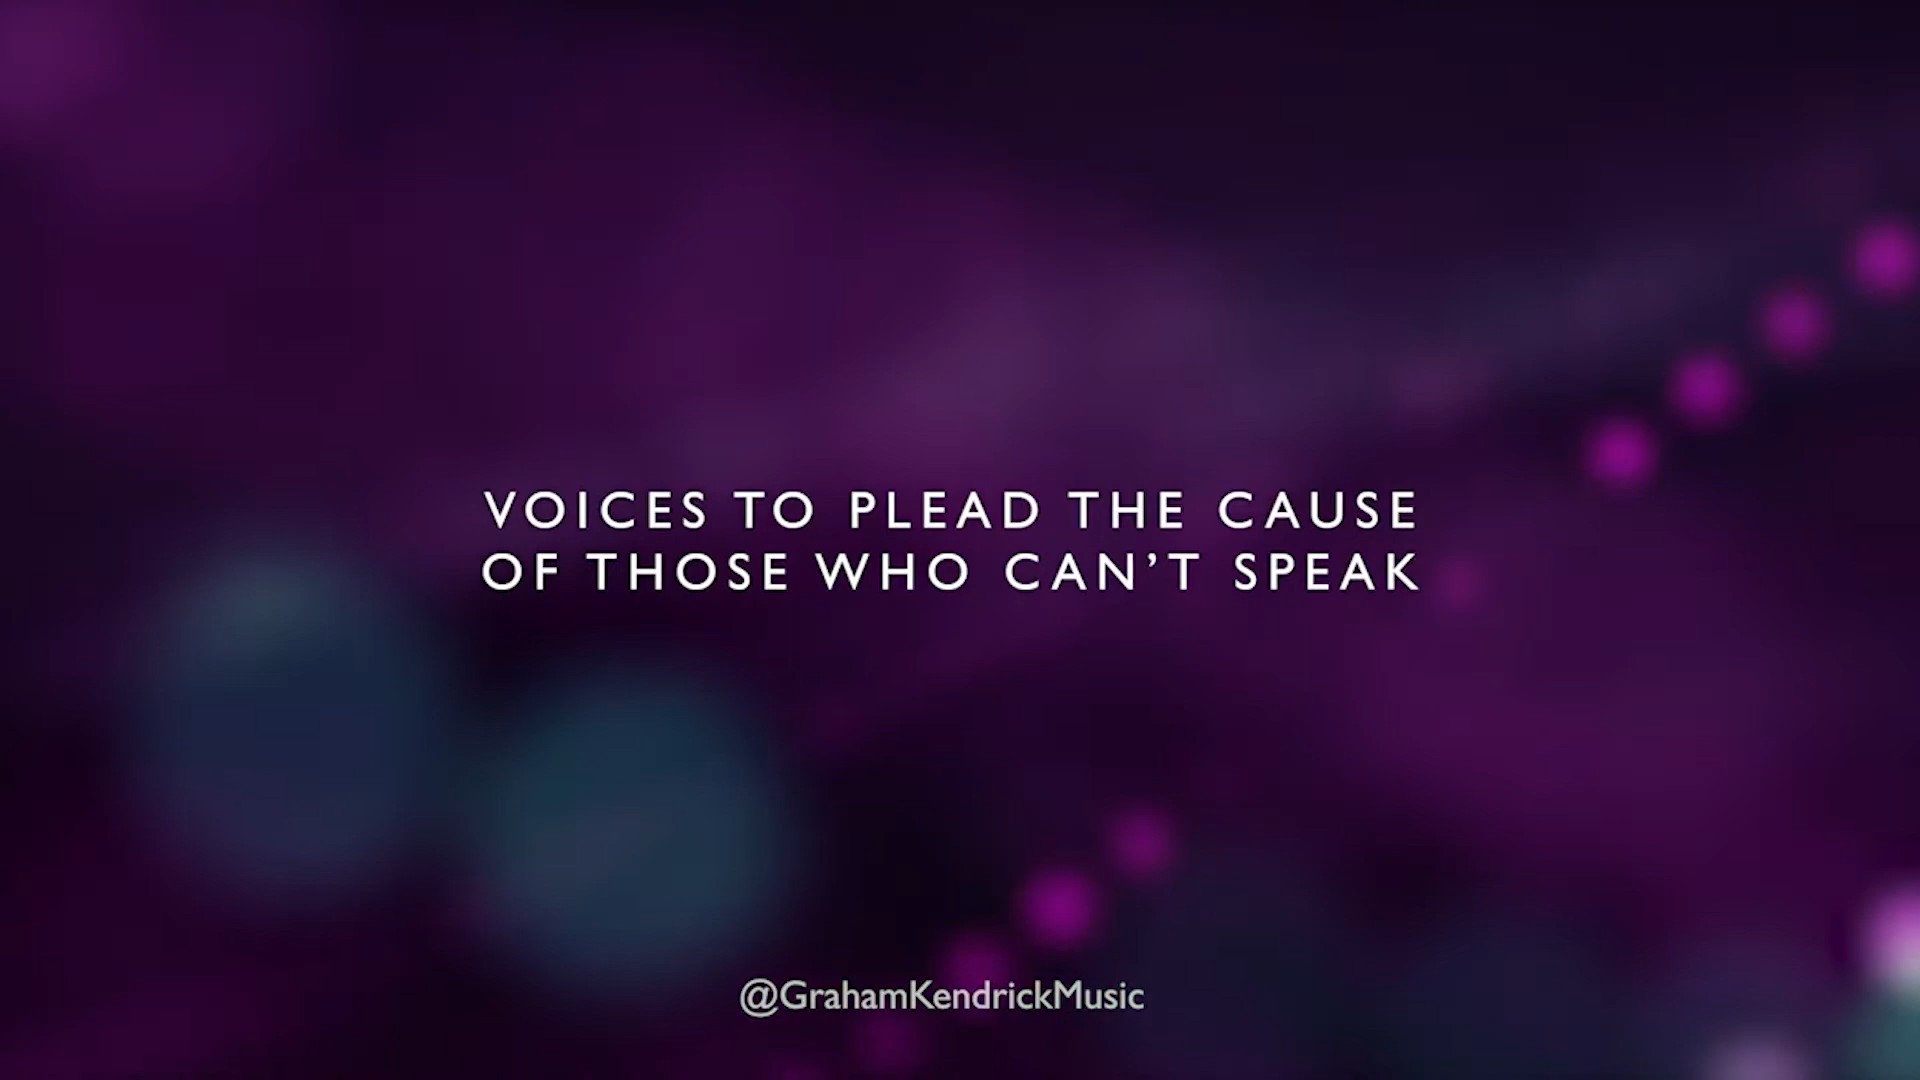 VOICES TO PLEAD THE CAUSE
OF THOSE WHO CAN’T SPEAK
@GrahamKendrickMusic